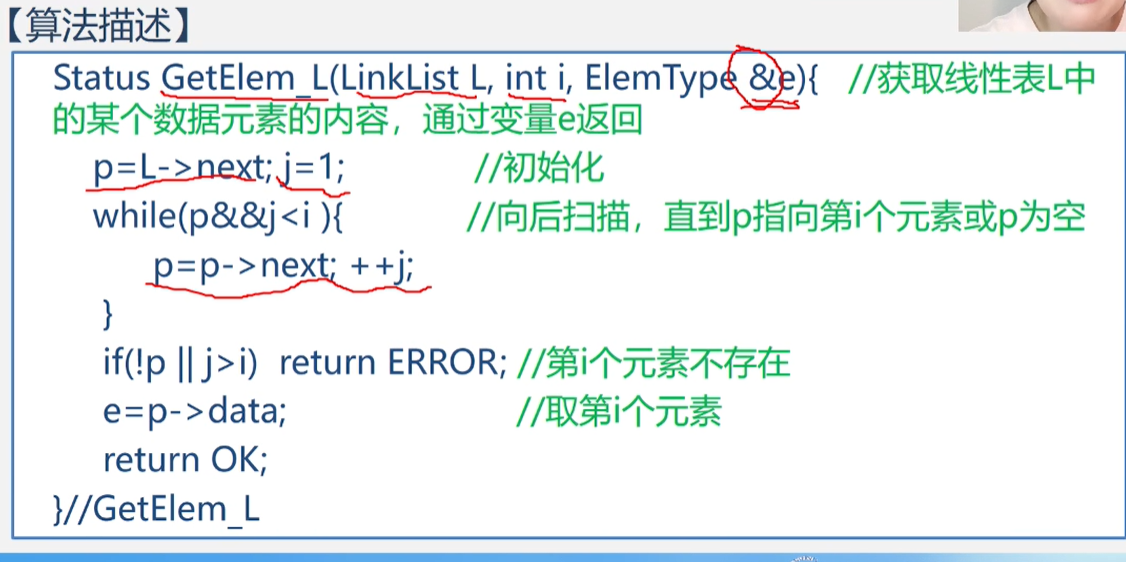 【算法描述】
Status GetElem_L(LinkList L, int i, ElemType &e){ //获取线性表L中
的某个数据元素的内容，通过变量e返回
p=L->next; j=1; //初始化
while(p&&j<i ){ //向后扫描，直到p指向第i个元素或p为空
p=p->next; ++j;
}
if(!p || j>i) return ERROR; //第i个元素不存在
e=p->data; //取第i个元素
return OK;
}//GetElem_L